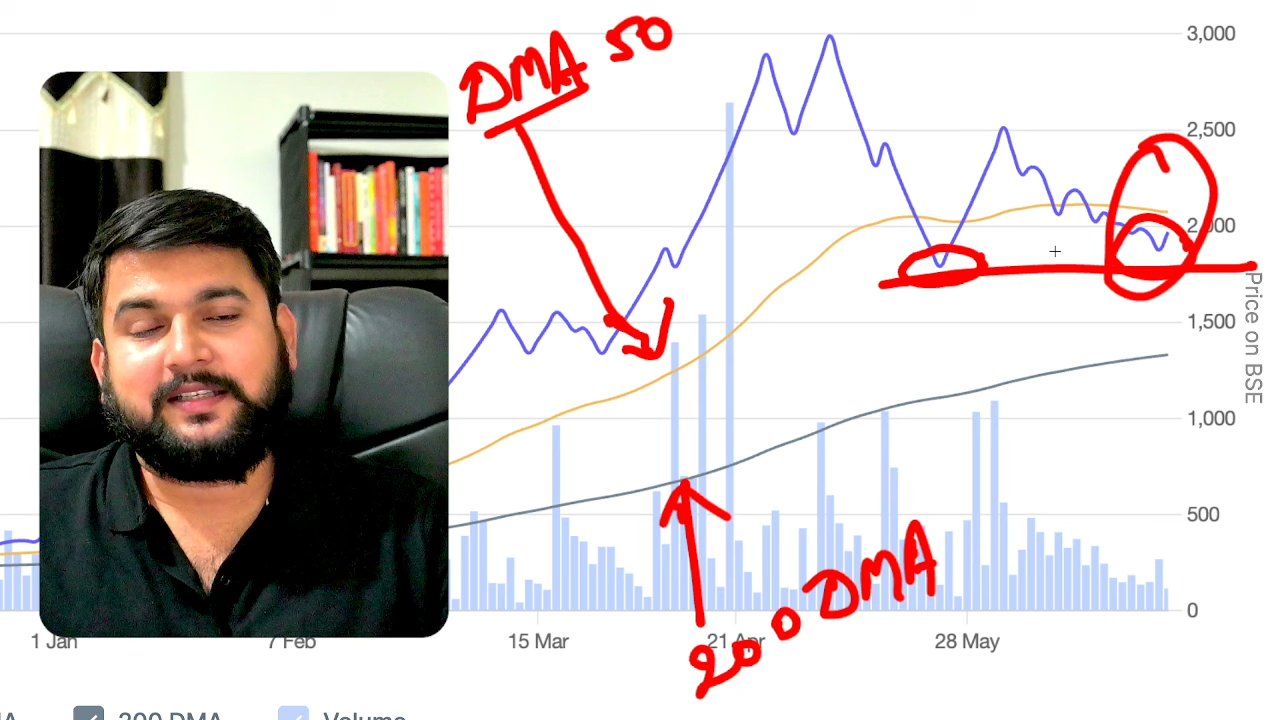 DMA 50
3,000
2,500
2,000
1,500
1,000
500
0
Price on BSE
200 DMA
1 Jan
7 Feb
15 Mar
21 Apr
28 May
200 DMA
Volume